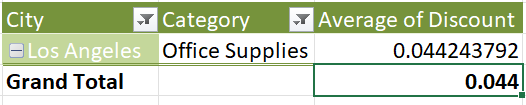 City Category Average of Discount
Los Angeles Office Supplies 0.044243792
Grand Total 0.044